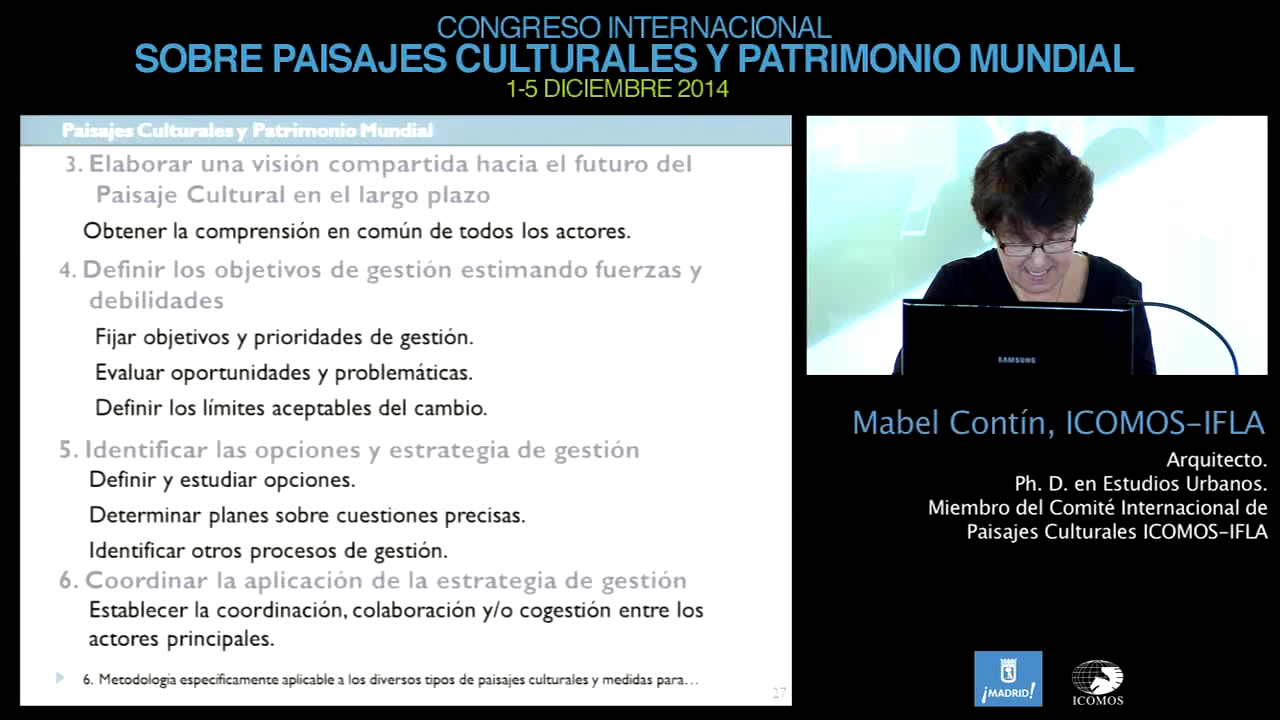 CONGRESO INTERNACIONAL
SOBRE PAISAJES CULTURALES Y PATRIMONIO MUNDIAL
1-5 DICIEMBRE 2014
Paisajes Culturales y Patrimonio Mundial
3. Elaborar una visión compartida hacia el futuro del
Paisaje Cultural en el largo plazo
Obtener la comprensión en común de todos los actores.
4. Definir los objetivos de gestión estimando fuerzas y
debilidades
Fijar objetivos y prioridades de gestión.
Evaluar oportunidades y problemáticas.
Definir los límites aceptables del cambio.
5. Identificar las opciones y estrategia de gestión
Definir y estudiar opciones.
Determinar planes sobre cuestiones precisas.
Identificar otros procesos de gestión.
6. Coordinar la aplicación de la estrategia de gestión
Establecer la coordinación, colaboración y/o cogestión entre los
actores principales.
6. Metodología específicamente aplicable a los diversos tipos de paisajes culturales y medidas para…
27
SAMSUNG
Mabel Contín, ICOMOS-IFLA
Arquitecto.
Ph. D. en Estudios Urbanos.
Miembro del Comité Internacional de
Paisajes Culturales ICOMOS-IFLA
¡MADRID!
ICOMOS